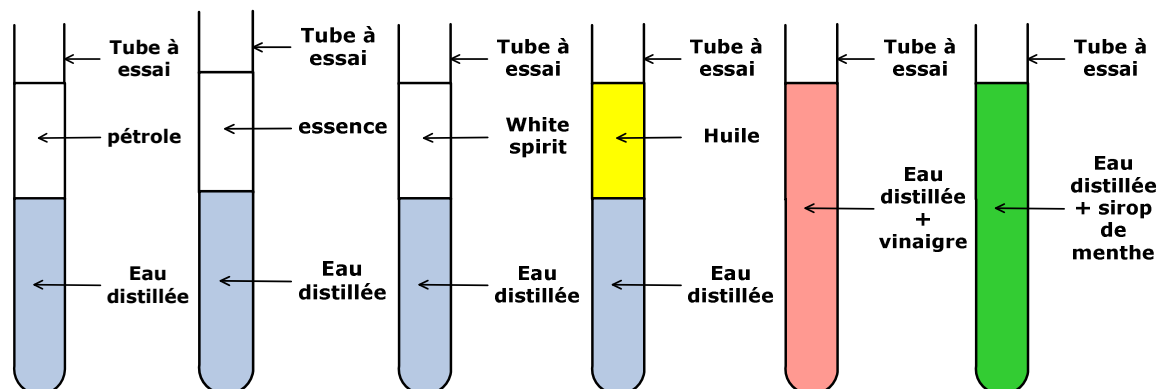 Tube à
essai
pétrole
Eau
distillée
Tube à
essai
essence
Eau
distillée
Tube à
essai
White
spirit
Eau
distillée
Tube à
essai
Huile
Eau
distillée
Tube à
essai
Eau
distillée
+
vinaigre
Tube à
essai
Eau
distillée
+ sirop
de
menthe